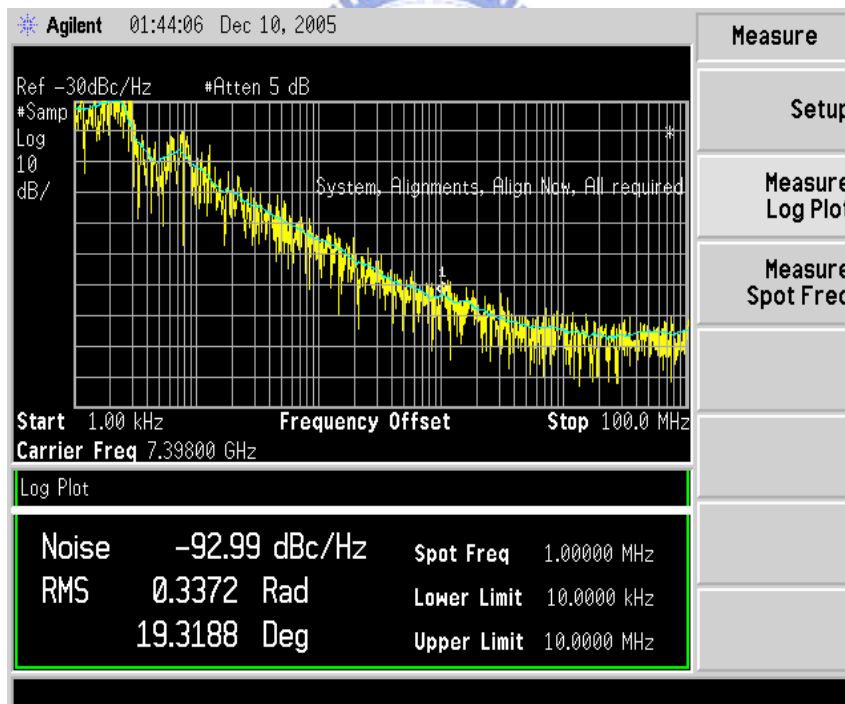 Agilent 01:44:06 Dec 10, 2005
Measure
Ref -30dBc/Hz #Atten 5 dB
#Samp
Log
10
dB/
*
System, Alignments, Align Now, All required
1
Setup
Measure
Log Plot
Measure
Spot Freq
Start 1.00 kHz Frequency Offset Stop 100.0 MHz
Carrier Freq 7.39800 GHz
Log Plot
Noise -92.99 dBc/Hz Spot Freq 1.00000 MHz
RMS 0.3372 Rad Lower Limit 10.0000 kHz
19.3188 Deg Upper Limit 10.0000 MHz